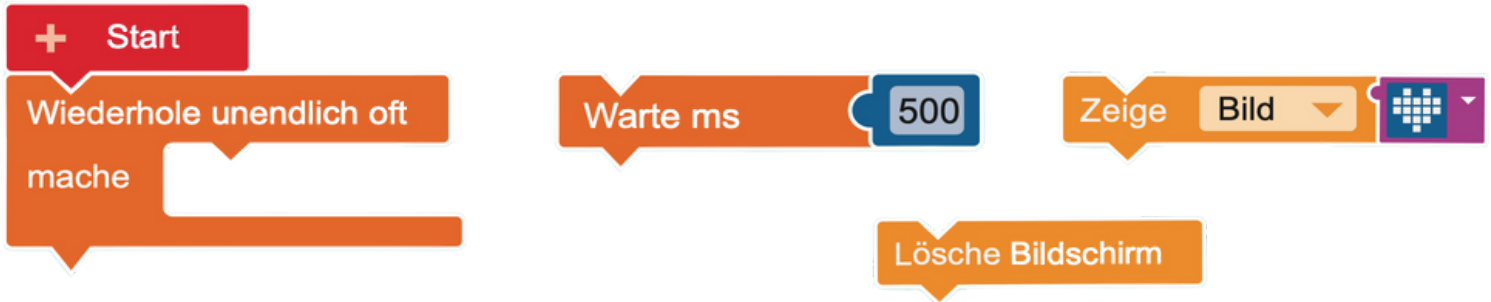 + Start
Wiederhole unendlich oft
mache
Warte ms 500
Zeige Bild
Lösche Bildschirm